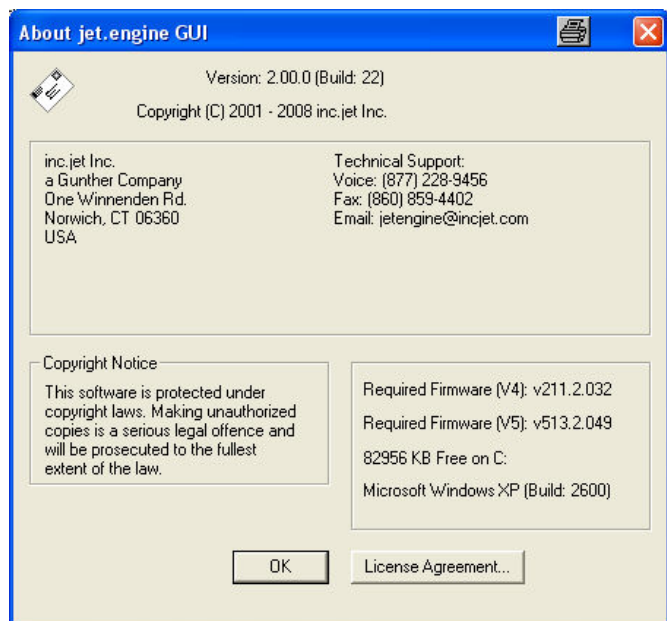 About jet.engine GUI
Version: 2.00.0 (Build: 22)
Copyright (C) 2001 - 2008 inc.jet Inc.
inc.jet Inc.
a Gunther Company
One Winnenden Rd.
Norwich, CT 06360
USA
Technical Support:
Voice: (877) 228-9456
Fax: (860) 859-4402
Email: jetengine@incjet.com
Copyright Notice
This software is protected under
copyright laws. Making unauthorized
copies is a serious legal offence and
will be prosecuted to the fullest
extent of the law.
Required Firmware (V4): v211.2.032
Required Firmware (V5): v513.2.049
82956 KB Free on C:
Microsoft Windows XP (Build: 2600)
OK
License Agreement...